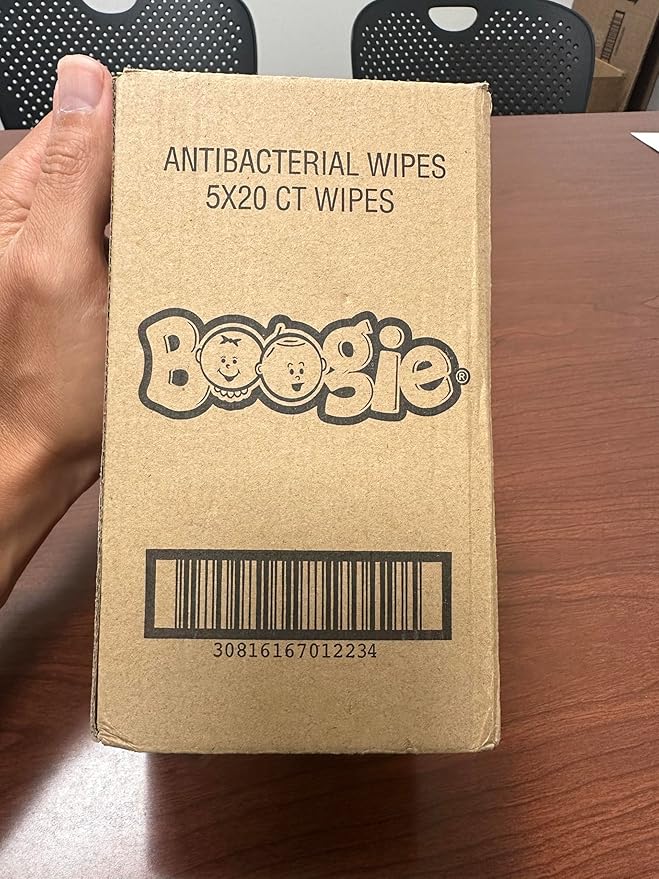 ANTIBACTERIAL WIPES
5X20 CT WIPES
Boogie®
30816167012234